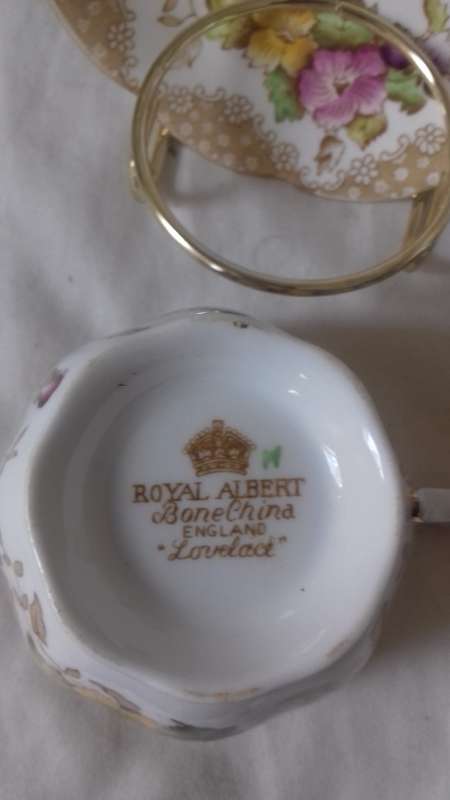 N
ROYAL ALBERT
Bone China
ENGLAND
"Lovelace"